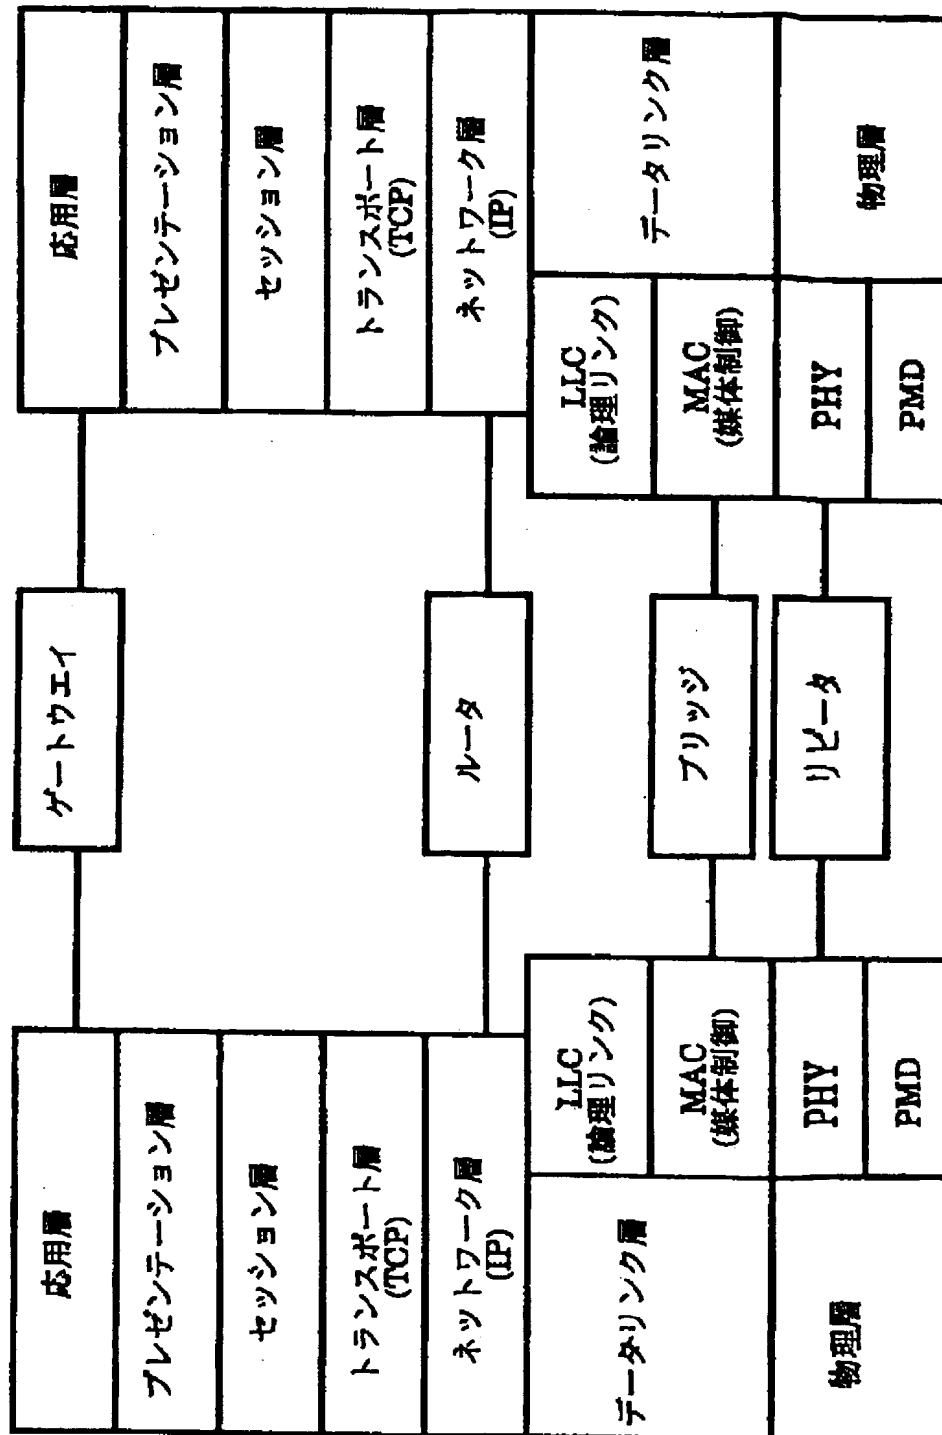 応用層
プレゼンテーション層
セッション層
トランスポート層
(TCP)
ネットワーク層
(IP)
データリンク層
物理層
LLC
(論理リンク)
MAC
(媒体制御)
PHY
PMD
ゲートウエイ
ルータ
ブリッジ
リピータ
LLC
(論理リンク)
MAC
(媒体制御)
PHY
PMD
応用層
プレゼンテーション層
セッション層
トランスポート層
(TCP)
ネットワーク層
(IP)
データリンク層
物理層